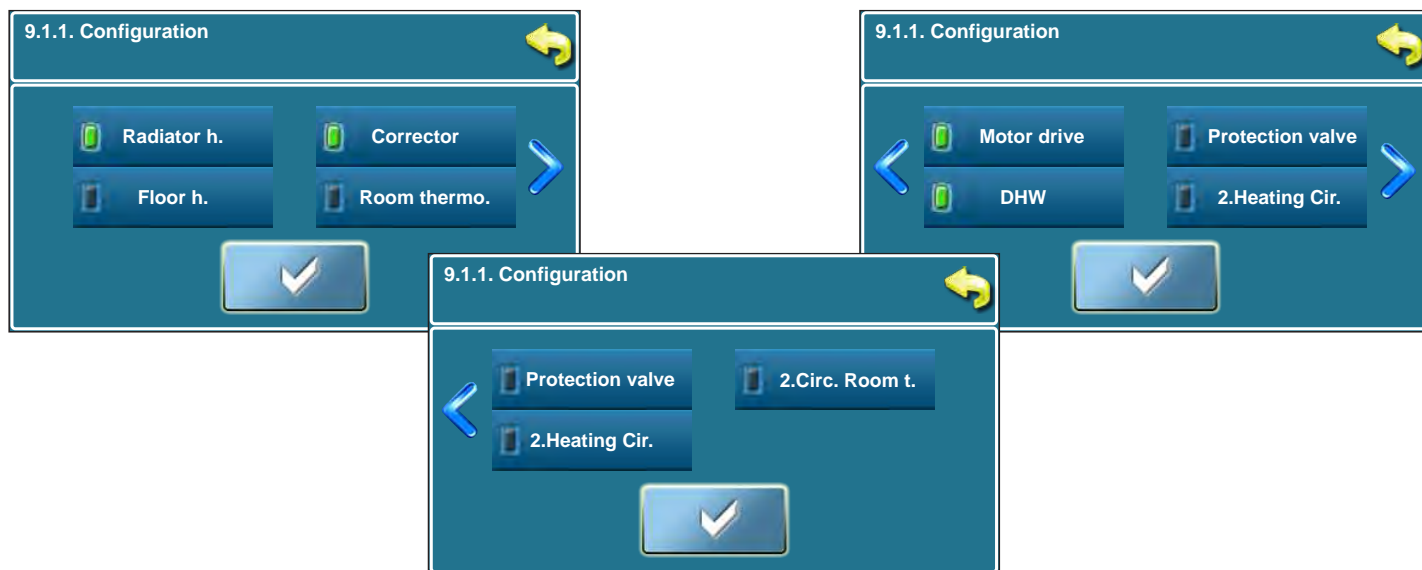 9.1.1. Configuration
Radiator h.
Corrector
Floor h.
Room thermo.
9.1.1. Configuration
Motor drive
Protection valve
DHW
2.Heating Cir.
9.1.1. Configuration
Protection valve
2.Circ. Room t.
2.Heating Cir.